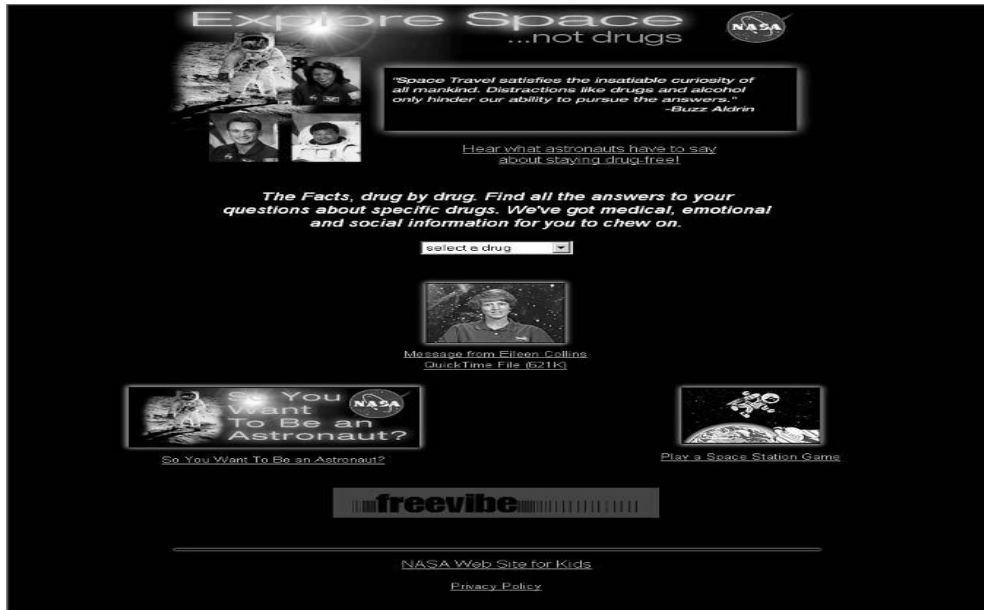 Explore Space
...not drugs
NASA
"Space Travel satisfies the insatiable curiosity of
all mankind. Distractions like drugs and alcohol
only hinder our ability to pursue the answers."
-Buzz Aldrin
Hear what astronauts have to say
about staying drug-free!
The Facts, drug by drug. Find all the answers to your
questions about specific drugs. We've got medical, emotional
and social information for you to chew on.
select a drug
Message from Eileen Collins
QuickTime File (621K)
So You
Want
To Be an
Astronaut?
NASA
So You Want To Be an Astronaut?
Play a Space Station Game
freevibe
NASA Web Site for Kids
Privacy Policy